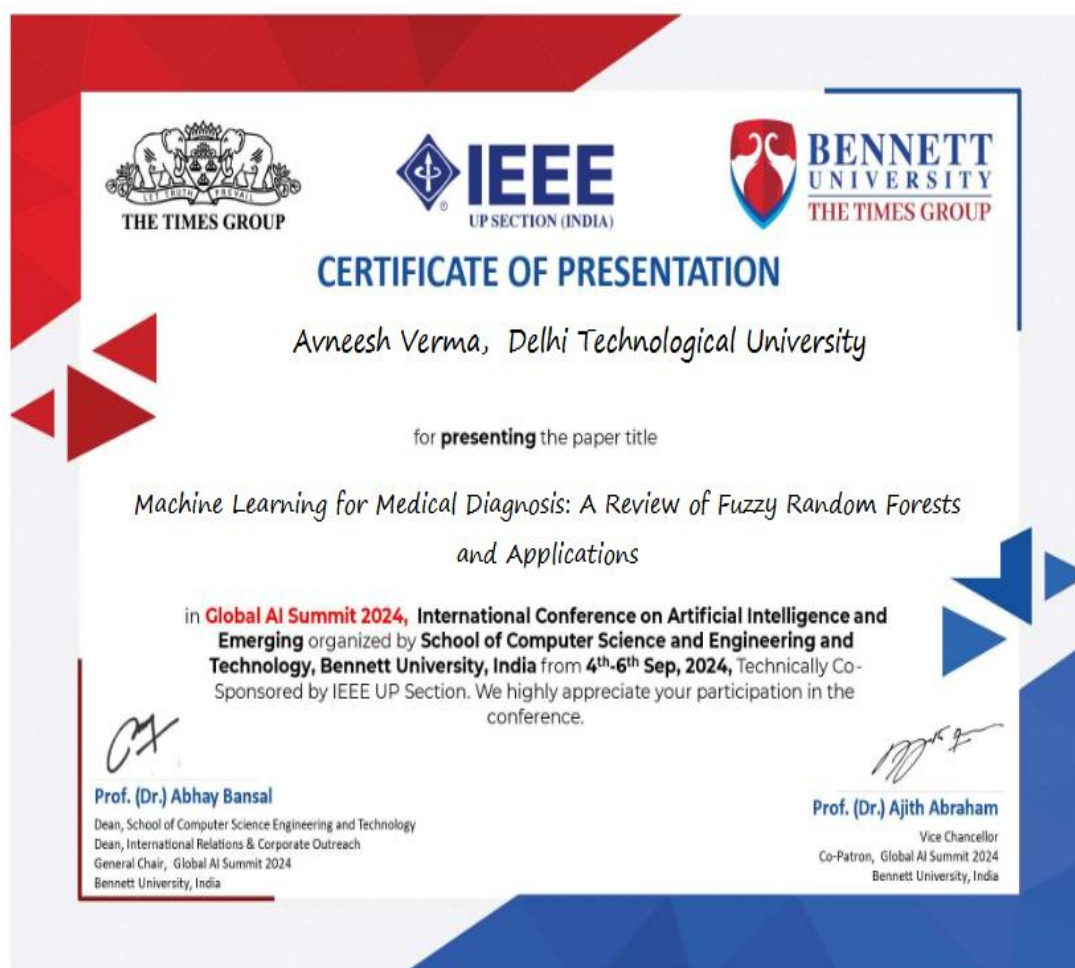 LET TRUTH PREVAIL
THE TIMES GROUP
IEEE
UP SECTION (INDIA)
BENNETT
UNIVERSITY
THE TIMES GROUP
CERTIFICATE OF PRESENTATION
Avneesh Verma, Delhi Technological University
for presenting the paper title
Machine Learning for Medical Diagnosis: A Review of Fuzzy Random Forests
and Applications
in Global AI Summit 2024, International Conference on Artificial Intelligence and
Emerging organized by School of Computer Science and Engineering and
Technology, Bennett University, India from 4th-6th Sep, 2024, Technically Co-
Sponsored by IEEE UP Section. We highly appreciate your participation in the
conference.
Prof. (Dr.) Abhay Bansal
Dean, School of Computer Science Engineering and Technology
Dean, International Relations & Corporate Outreach
General Chair, Global AI Summit 2024
Bennett University, India
Prof. (Dr.) Ajith Abraham
Vice Chancellor
Co-Patron, Global AI Summit 2024
Bennett University, India